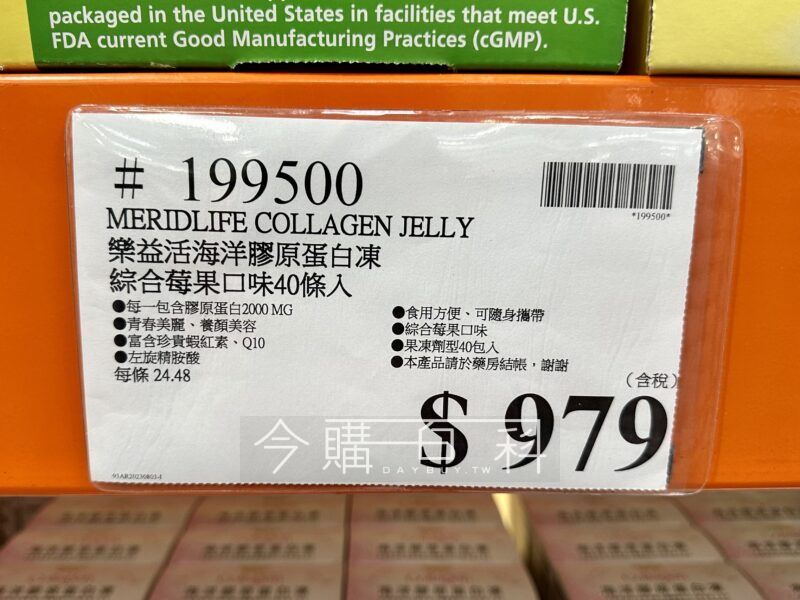 packaged in the United States in facilities that meet U.S.
FDA current Good Manufacturing Practices (cGMP).
# 199500
*199500*
MERIDLIFE COLLAGEN JELLY
樂益活海洋膠原蛋白凍
綜合莓果口味40條入
●每一包含膠原蛋白2000 MG
●青春美麗、養顏美容
●富含珍貴蝦紅素、Q10
●左旋精胺酸
每條 24.48
●食用方便、可隨身攜帶
●綜合莓果口味
●果凍劑型40包入
●本產品請於藥房結帳，謝謝
(含稅)
$ 979
今購百科
DAYBUY.TW